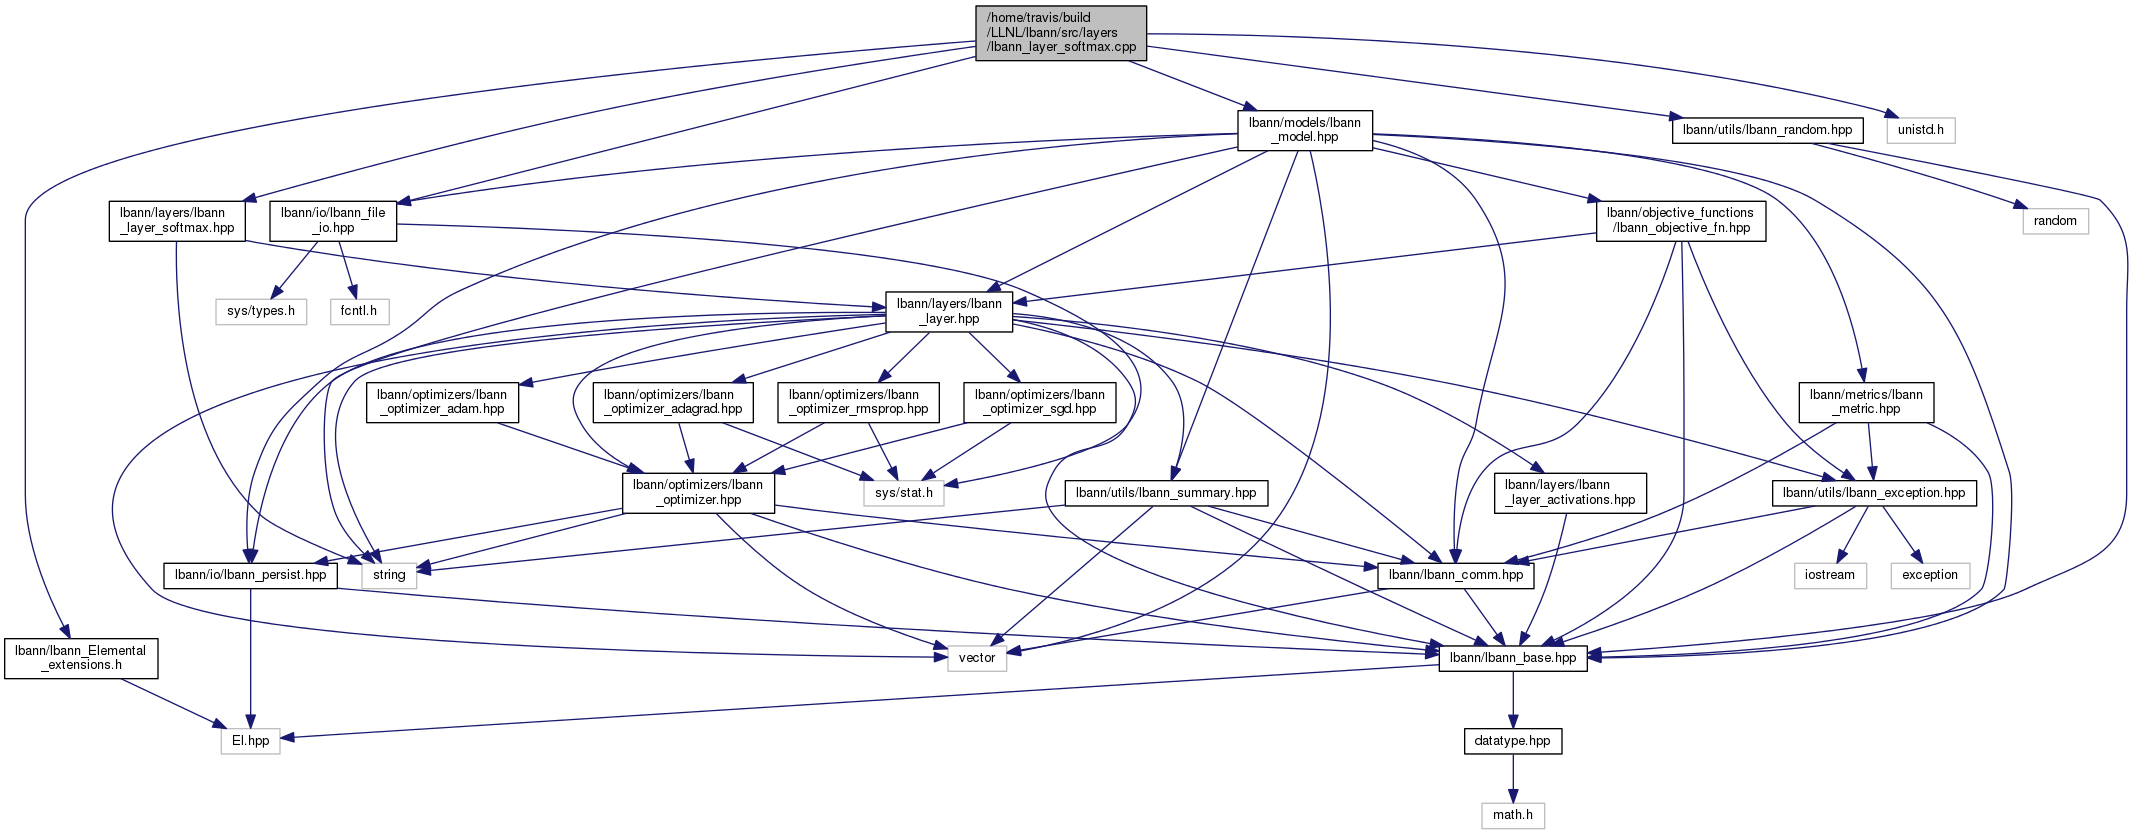 /home/travis/build
/LLNL/lbann/src/layers
/lbann_layer_softmax.cpp
lbann/models/lbann
_model.hpp
lbann/utils/lbann_random.hpp
unistd.h
lbann/layers/lbann
_layer_softmax.hpp
lbann/io/lbann_file
_io.hpp
lbann/objective_functions
/lbann_objective_fn.hpp
random
sys/types.h
fcntl.h
lbann/layers/lbann
_layer.hpp
lbann/optimizers/lbann
_optimizer_adam.hpp
lbann/optimizers/lbann
_optimizer_adagrad.hpp
lbann/optimizers/lbann
_optimizer_rmsprop.hpp
lbann/optimizers/lbann
_optimizer_sgd.hpp
lbann/metrics/lbann
_metric.hpp
lbann/optimizers/lbann
_optimizer.hpp
sys/stat.h
lbann/utils/lbann_summary.hpp
lbann/layers/lbann
_layer_activations.hpp
lbann/utils/lbann_exception.hpp
lbann/io/lbann_persist.hpp
string
lbann/lbann_comm.hpp
iostream
exception
lbann/lbann_Elemental
_extensions.h
vector
lbann/lbann_base.hpp
El.hpp
datatype.hpp
math.h